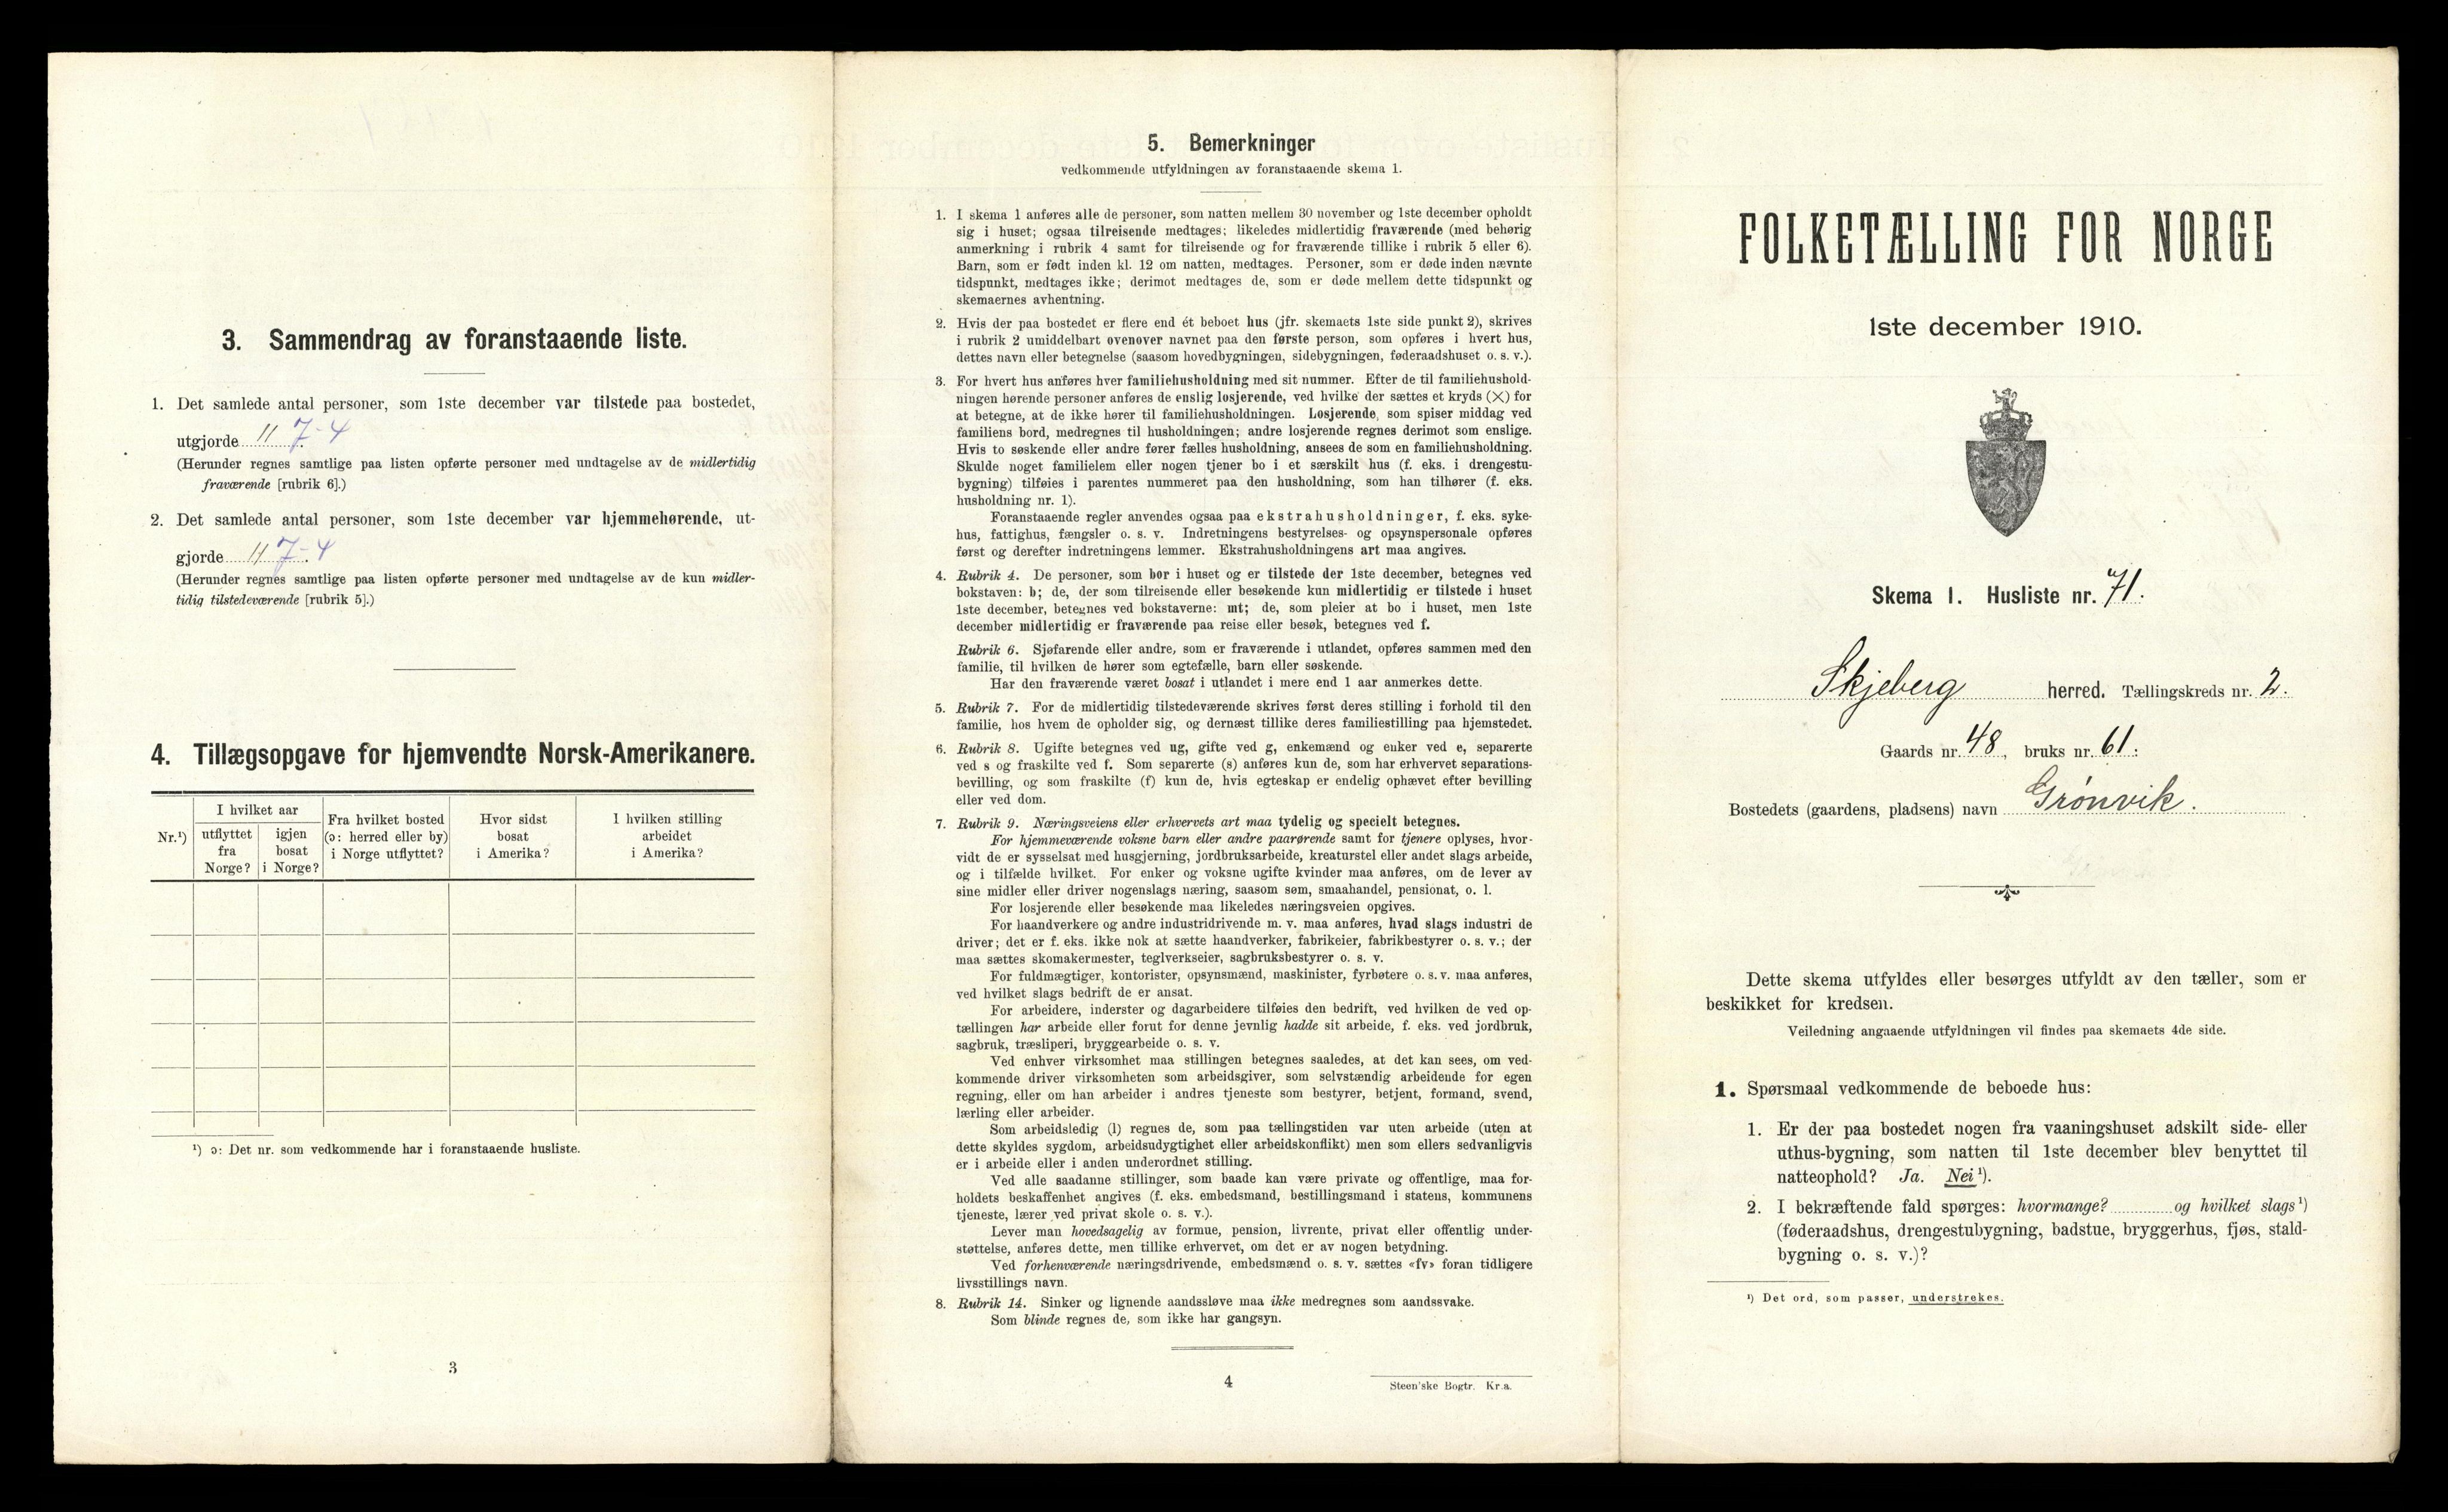 3. Sammendrag av foranstaaende liste.
1. Det samlede antal personer, som 1ste december var tilstede paa bostedet,
utgjorde 11 7-4
(Herunder regnes samtlige paa listen opførte personer med undtagelse av de midlertidig
fraværende [rubrik 6].)
2. Det samlede antal personer, som 1ste december var hjemmehørende, ut-
gjorde 11 7-4.
(Herunder regnes samtlige paa listen opførte personer med undtagelse av de kun midler-
tidig tilstedeværende [rubrik 5].)
4. Tillægsopgave for hjemvendte Norsk-Amerikanere.
Nr.¹)
I hvilket aar
utflyttet
fra
Norge?
igjen
bosat
i Norge?
Fra hvilket bosted
(ɔ: herred eller by)
i Norge utflyttet?
Hvor sidst
bosat
i Amerika?
I hvilken stilling
arbeidet
i Amerika?
¹) ɔ: Det nr. som vedkommende har i foranstaaende husliste.
3
5. Bemerkninger
vedkommende utfyldningen av foranstaaende skema 1.
1. I skema 1 anføres alle de personer, som natten mellem 30 november og 1ste december opholdt
sig i huset; ogsaa tilreisende medtages; likeledes midlertidig fraværende (med behørig
anmerkning i rubrik 4 samt for tilreisende og for fraværende tillike i rubrik 5 eller 6).
Barn, som er født inden kl. 12 om natten, medtages. Personer, som er døde inden nævnte
tidspunkt, medtages ikke; derimot medtages de, som er døde mellem dette tidspunkt og
skemaernes avhentning.
2. Hvis der paa bostedet er flere end ét beboet hus (jfr. skemaets 1ste side punkt 2), skrives
i rubrik 2 umiddelbart ovenover navnet paa den første person, som opføres i hvert hus,
dettes navn eller betegnelse (saasom hovedbygningen, sidebygningen, føderaadshuset o. s. v.).
3. For hvert hus anføres hver familiehusholdning med sit nummer. Efter de til familiehushold-
ningen hørende personer anføres de enslig losjerende, ved hvilke der sættes et kryds (×) for
at betegne, at de ikke hører til familiehusholdningen. Losjerende, som spiser middag ved
familiens bord, medregnes til husholdningen; andre losjerende regnes derimot som enslige.
Hvis to søskende eller andre fører fælles husholdning, ansees de som en familiehusholdning.
Skulde noget familielem eller nogen tjener bo i et særskilt hus (f. eks. i drengestu-
bygning) tilføies i parentes nummeret paa den husholdning, som han tilhører (f. eks.
husholdning nr. 1).
Foranstaaende regler anvendes ogsaa paa ekstrahusholdninger, f. eks. syke-
hus, fattighus, fængsler o. s. v. Indretningens bestyrelses- og opsynspersonale opføres
først og derefter indretningens lemmer. Ekstrahusholdningens art maa angives.
4. Rubrik 4. De personer, som bor i huset og er tilstede der 1ste december, betegnes ved
bokstaven: b; de, der som tilreisende eller besøkende kun midlertidig er tilstede i huset
1ste december, betegnes ved bokstaverne: mt; de, som pleier at bo i huset, men 1ste
december midlertidig er fraværende paa reise eller besøk, betegnes ved f.
Rubrik 6. Sjøfarende eller andre, som er fraværende i utlandet, opføres sammen med den
familie, til hvilken de hører som egtefælle, barn eller søskende.
Har den fraværende været bosat i utlandet i mere end 1 aar anmerkes dette.
5. Rubrik 7. For de midlertidig tilstedeværende skrives først deres stilling i forhold til den
familie, hos hvem de opholder sig, og dernæst tillike deres familiestilling paa hjemstedet.
6. Rubrik 8. Ugifte betegnes ved ug, gifte ved g, enkemænd og enker ved e, separerte
ved s og fraskilte ved f. Som separerte (s) anføres kun de, som har erhvervet separations-
bevilling, og som fraskilte (f) kun de, hvis egteskap er endelig ophævet efter bevilling
eller ved dom.
7. Rubrik 9. Næringsveiens eller erhvervets art maa tydelig og specielt betegnes.
For hjemmeværende voksne barn eller andre paarørende samt for tjenere oplyses, hvor-
vidt de er sysselsat med husgjerning, jordbruksarbeide, kreaturstel eller andet slags arbeide,
og i tilfælde hvilket. For enker og voksne ugifte kvinder maa anføres, om de lever av
sine midler eller driver nogenslags næring, saasom søm, smaahandel, pensionat, o. l.
For losjerende eller besøkende maa likeledes næringsveien opgives.
For haandverkere og andre industridrivende m. v. maa anføres, hvad slags industri de
driver; det er f. eks. ikke nok at sætte haandverker, fabrikeier, fabrikbestyrer o. s. v.; der
maa sættes skomakermester, teglverkseier, sagbruksbestyrer o. s. v.
For fuldmægtiger, kontorister, opsynsmænd, maskinister, fyrbøtere o. s. v. maa anføres,
ved hvilket slags bedrift de er ansat.
For arbeidere, inderster og dagarbeidere tilføies den bedrift, ved hvilken de ved op-
tællingen har arbeide eller forut for denne jevnlig hadde sit arbeide, f. eks. ved jordbruk,
sagbruk, træsliperi, bryggearbeide o. s. v.
Ved enhver virksomhet maa stillingen betegnes saaledes, at det kan sees, om ved-
kommende driver virksomheten som arbeidsgiver, som selvstændig arbeidende for egen
regning, eller om han arbeider i andres tjeneste som bestyrer, betjent, formand, svend,
lærling eller arbeider.
Som arbeidsledig (l) regnes de, som paa tællingstiden var uten arbeide (uten at
dette skyldes sygdom, arbeidsudygtighet eller arbeidskonflikt) men som ellers sedvanligvis
er i arbeide eller i anden underordnet stilling.
Ved alle saadanne stillinger, som baade kan være private og offentlige, maa for-
holdets beskaffenhet angives (f. eks. embedsmand, bestillingsmand i statens, kommunens
tjeneste, lærer ved privat skole o. s. v.).
Lever man hovedsagelig av formue, pension, livrente, privat eller offentlig under-
støttelse, anføres dette, men tillike erhvervet, om det er av nogen betydning.
Ved forhenværende næringsdrivende, embedsmænd o. s. v. sættes «fv» foran tidligere
livsstillings navn.
8. Rubrik 14. Sinker og lignende aandssløve maa ikke medregnes som aandssvake.
Som blinde regnes de, som ikke har gangsyn.
4
Steen'ske Bogtr. Kr.a.
FOLKETÆLLING FOR NORGE
1ste december 1910.
Skema 1. Husliste nr. 71.
Skjeberg herred. Tællingskreds nr. 2.
Gaards nr. 48, bruks nr. 61:
Bostedets (gaardens, pladsens) navn Grønvik.
Dette skema utfyldes eller besørges utfyldt av den tæller, som er
beskikket for kredsen.
Veiledning angaaende utfyldningen vil findes paa skemaets 4de side.
1. Spørsmaal vedkommende de beboede hus:
1. Er der paa bostedet nogen fra vaaningshuset adskilt side- eller
uthus-bygning, som natten til 1ste december blev benyttet til
natteophold? Ja. Nei ¹).
2. I bekræftende fald spørges: hvormange? og hvilket slags ¹)
(føderaadshus, drengestubygning, badstue, bryggerhus, fjøs, stald-
bygning o. s. v.)?
¹) Det ord, som passer, understrekes.